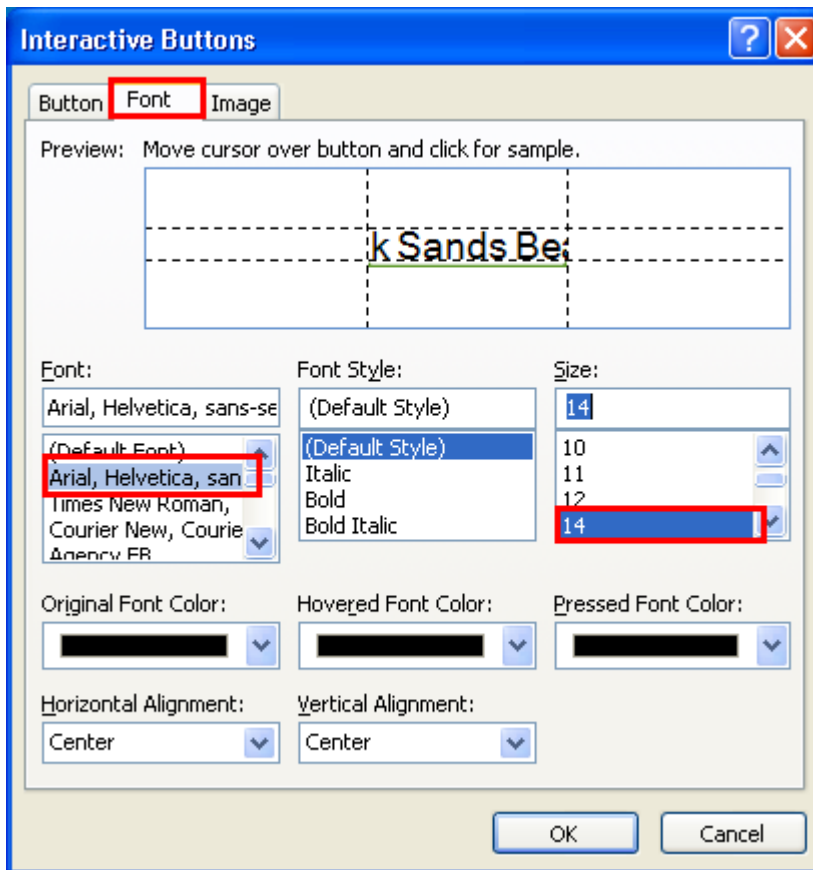 Interactive Buttons
Button Font Image
Preview: Move cursor over button and click for sample.
k Sands Bea
Font: Font Style: Size:
Arial, Helvetica, sans-se (Default Style) 14
(Default Font) (Default Style) 10
Arial, Helvetica, san Italic 11
Times New Roman, Bold 12
Courier New, Courie Bold Italic 14
Agency FB
Original Font Color: Hovered Font Color: Pressed Font Color:
Horizontal Alignment: Vertical Alignment:
Center Center
OK Cancel